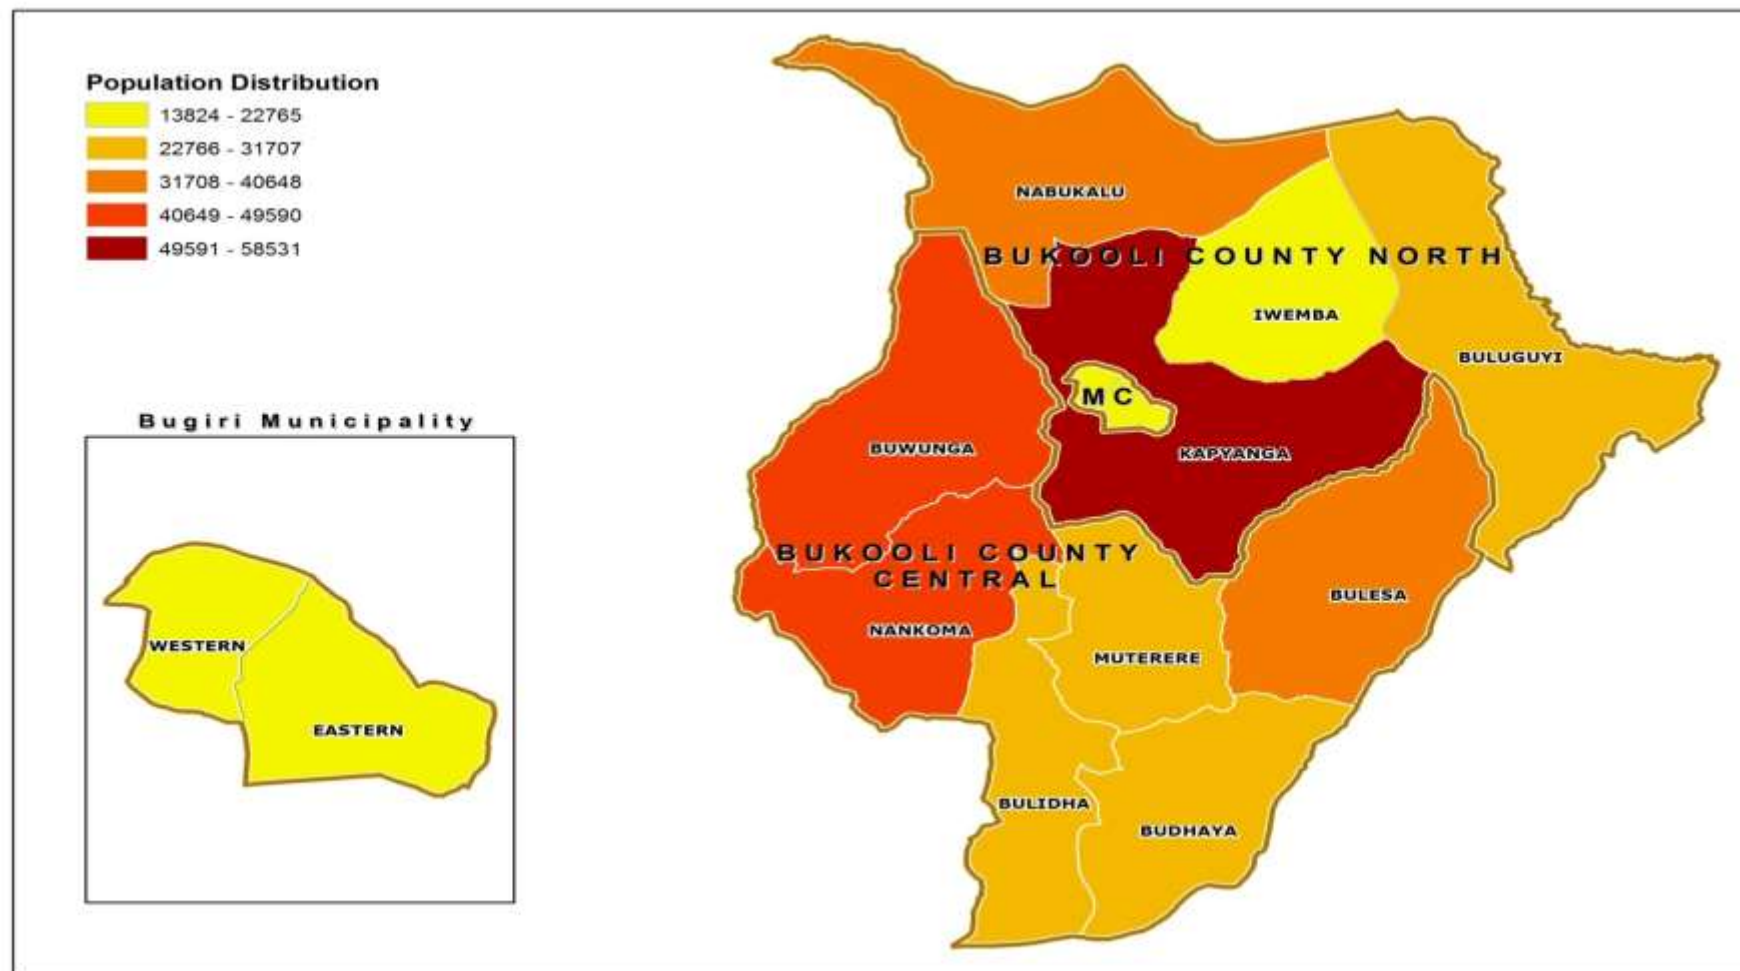 Population Distribution
13824 - 22765
22766 - 31707
31708 - 40648
40649 - 49590
49591 - 58531
NABUKALU
BUKOOLI COUNTY NORTH
IWEMBA
BULUGUYI
MC
Bugiri Municipality
BUWUNGA
KAPYANGA
BUKOOLI COUNTY
CENTRAL
BULESA
NANKOMA
WESTERN
MUTERERE
EASTERN
BULIDHA
BUDHAYA